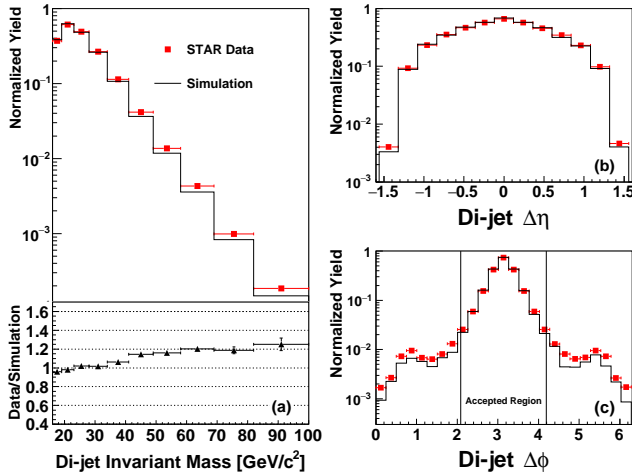 Normalized Yield
1
10⁻¹
10⁻²
10⁻³
STAR Data
Simulation
Data/Simulation
1.6
1.4
1.2
1
0.8
0.6
0.4
(a)
20 30 40 50 60 70 80 90 100
Di-jet Invariant Mass [GeV/c²]
Normalized Yield
1
10⁻¹
10⁻²
10⁻³
(b)
−1.5 −1 −0.5 0 0.5 1 1.5
Di-jet Δη
Normalized Yield
1
10⁻¹
10⁻²
10⁻³
Accepted Region
(c)
0 1 2 3 4 5 6
Di-jet Δϕ